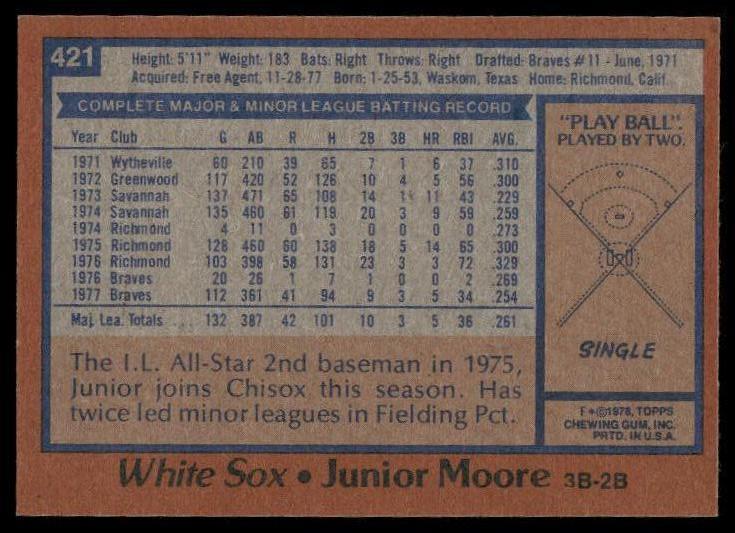 421
Height: 5'11" Weight: 183 Bats: Right Throws: Right Drafted: Braves #11 - June, 1971
Acquired: Free Agent, 11-28-77 Born: 1-25-53, Waskom, Texas Home: Richmond, Calif.
COMPLETE MAJOR & MINOR LEAGUE BATTING RECORD
Year Club G AB R H 2B 3B HR RBI AVG.
1971 Wytheville 60 210 39 65 7 1 6 37 .310
1972 Greenwood 117 420 52 126 10 4 5 56 .300
1973 Savannah 137 471 65 108 14 1 11 43 .229
1974 Savannah 135 460 61 119 20 3 9 59 .259
1974 Richmond 4 11 0 3 0 0 0 0 .273
1975 Richmond 128 460 60 138 18 5 14 65 .300
1976 Richmond 103 398 58 131 23 3 3 72 .329
1976 Braves 20 26 1 7 1 0 0 2 .269
1977 Braves 112 361 41 94 9 3 5 34 .254
Maj. Lea. Totals .... 132 387 42 101 10 3 5 36 .261
The I.L. All-Star 2nd baseman in 1975,
Junior joins Chisox this season. Has
twice led minor leagues in Fielding Pct.
"PLAY BALL".
PLAYED BY TWO.
SINGLE
F*©1978, TOPPS
CHEWING GUM, INC.
PRTD. IN U.S.A.
White Sox • Junior Moore 3B-2B